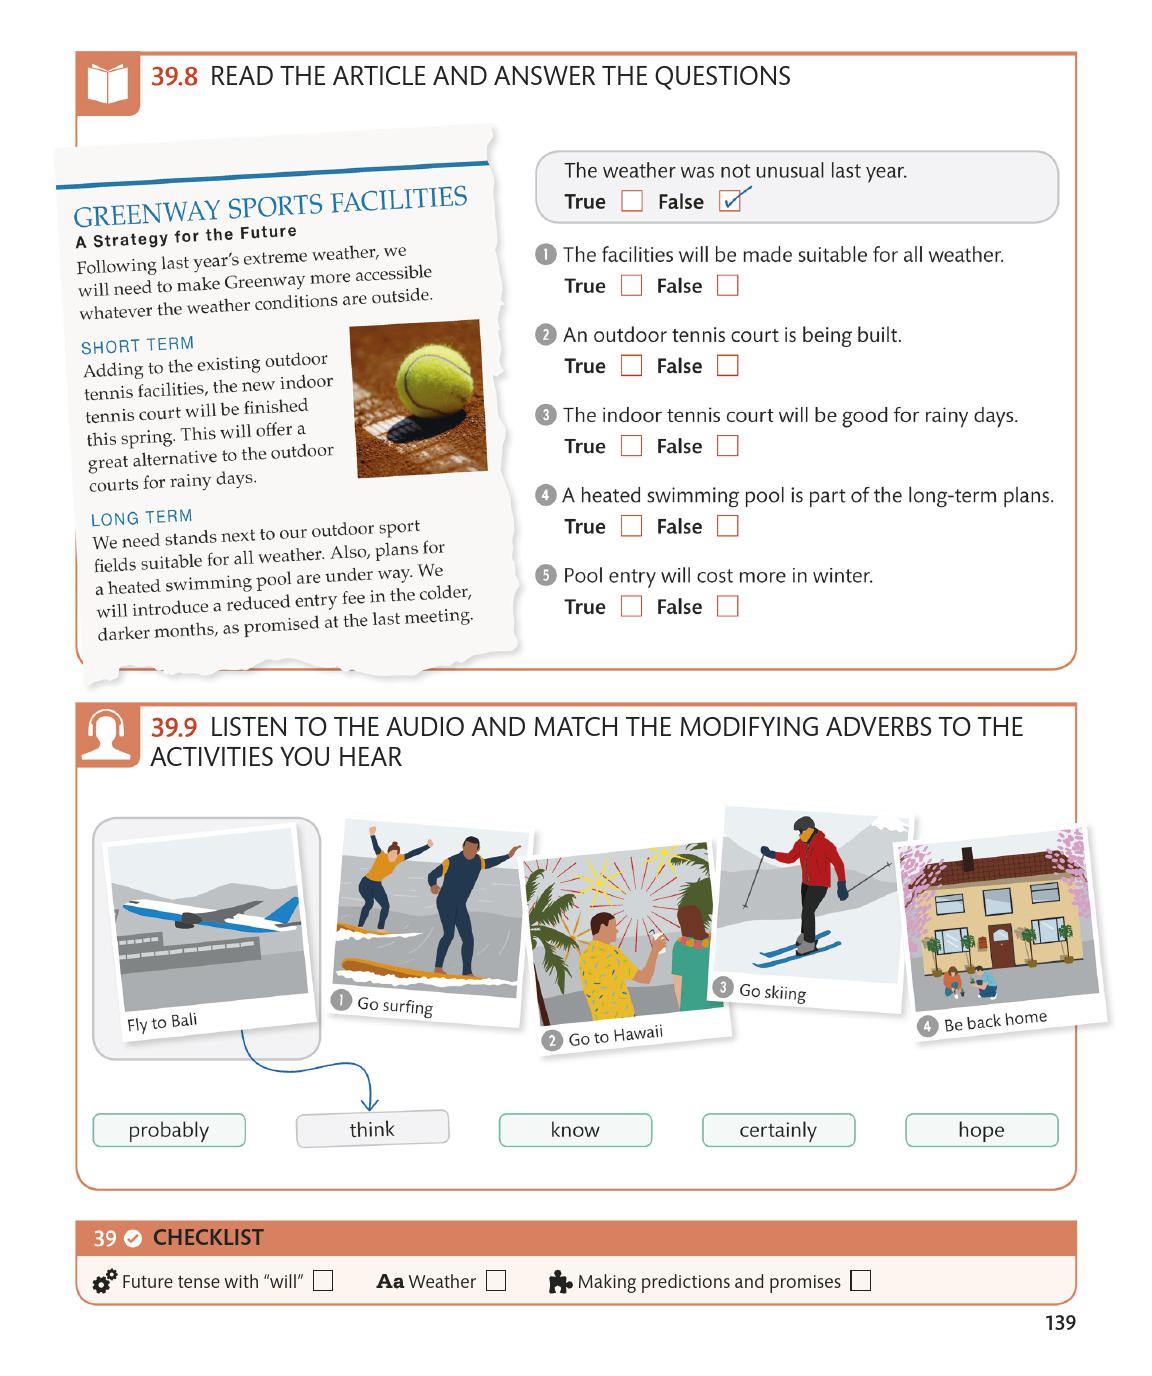 39.8 READ THE ARTICLE AND ANSWER THE QUESTIONS
GREENWAY SPORTS FACILITIES
A Strategy for the Future
Following last year's extreme weather, we
will need to make Greenway more accessible
whatever the weather conditions are outside.
SHORT TERM
Adding to the existing outdoor
tennis facilities, the new indoor
tennis court will be finished
this spring. This will offer a
great alternative to the outdoor
courts for rainy days.
LONG TERM
We need stands next to our outdoor sport
fields suitable for all weather. Also, plans for
a heated swimming pool are under way. We
will introduce a reduced entry fee in the colder,
darker months, as promised at the last meeting.
The weather was not unusual last year.
True False
1 The facilities will be made suitable for all weather.
True False
2 An outdoor tennis court is being built.
True False
3 The indoor tennis court will be good for rainy days.
True False
4 A heated swimming pool is part of the long-term plans.
True False
5 Pool entry will cost more in winter.
True False
39.9 LISTEN TO THE AUDIO AND MATCH THE MODIFYING ADVERBS TO THE
ACTIVITIES YOU HEAR
Fly to Bali
1 Go surfing
2 Go to Hawaii
3 Go skiing
4 Be back home
probably think know certainly hope
39 CHECKLIST
Future tense with “will” Aa Weather Making predictions and promises
139